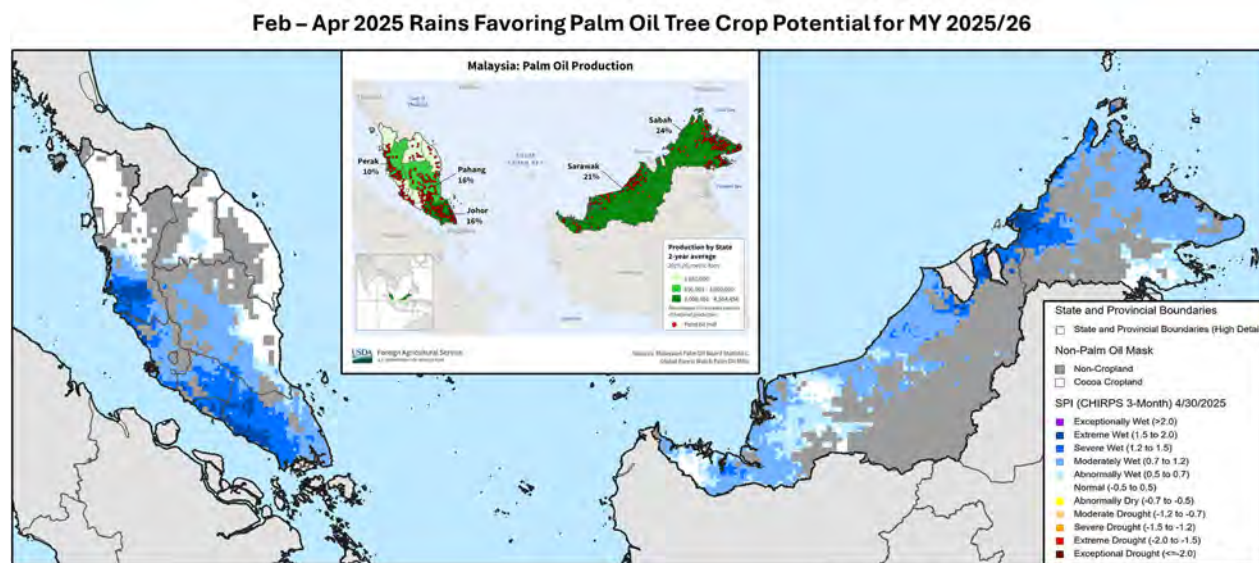 Feb – Apr 2025 Rains Favoring Palm Oil Tree Crop Potential for MY 2025/26
Malaysia: Palm Oil Production
Perak
10%
Pahang
16%
Johor
16%
Sarawak
21%
Sabah
24%
Production by State
2-year average
USDA
Foreign Agricultural Service
U.S. DEPARTMENT OF AGRICULTURE
State and Provincial Boundaries
State and Provincial Boundaries (High Detai
Non-Palm Oil Mask
Non-Cropland
Cocoa Cropland
SPI (CHIRPS 3-Month) 4/30/2025
Exceptionally Wet (>2.0)
Extreme Wet (1.5 to 2.0)
Severe Wet (1.2 to 1.5)
Moderately Wet (0.7 to 1.2)
Abnormally Wet (0.5 to 0.7)
Normal (-0.5 to 0.5)
Abnormally Dry (-0.7 to -0.5)
Moderate Drought (-1.2 to -0.7)
Severe Drought (-1.5 to -1.2)
Extreme Drought (-2.0 to -1.5)
Exceptional Drought (<=-2.0)